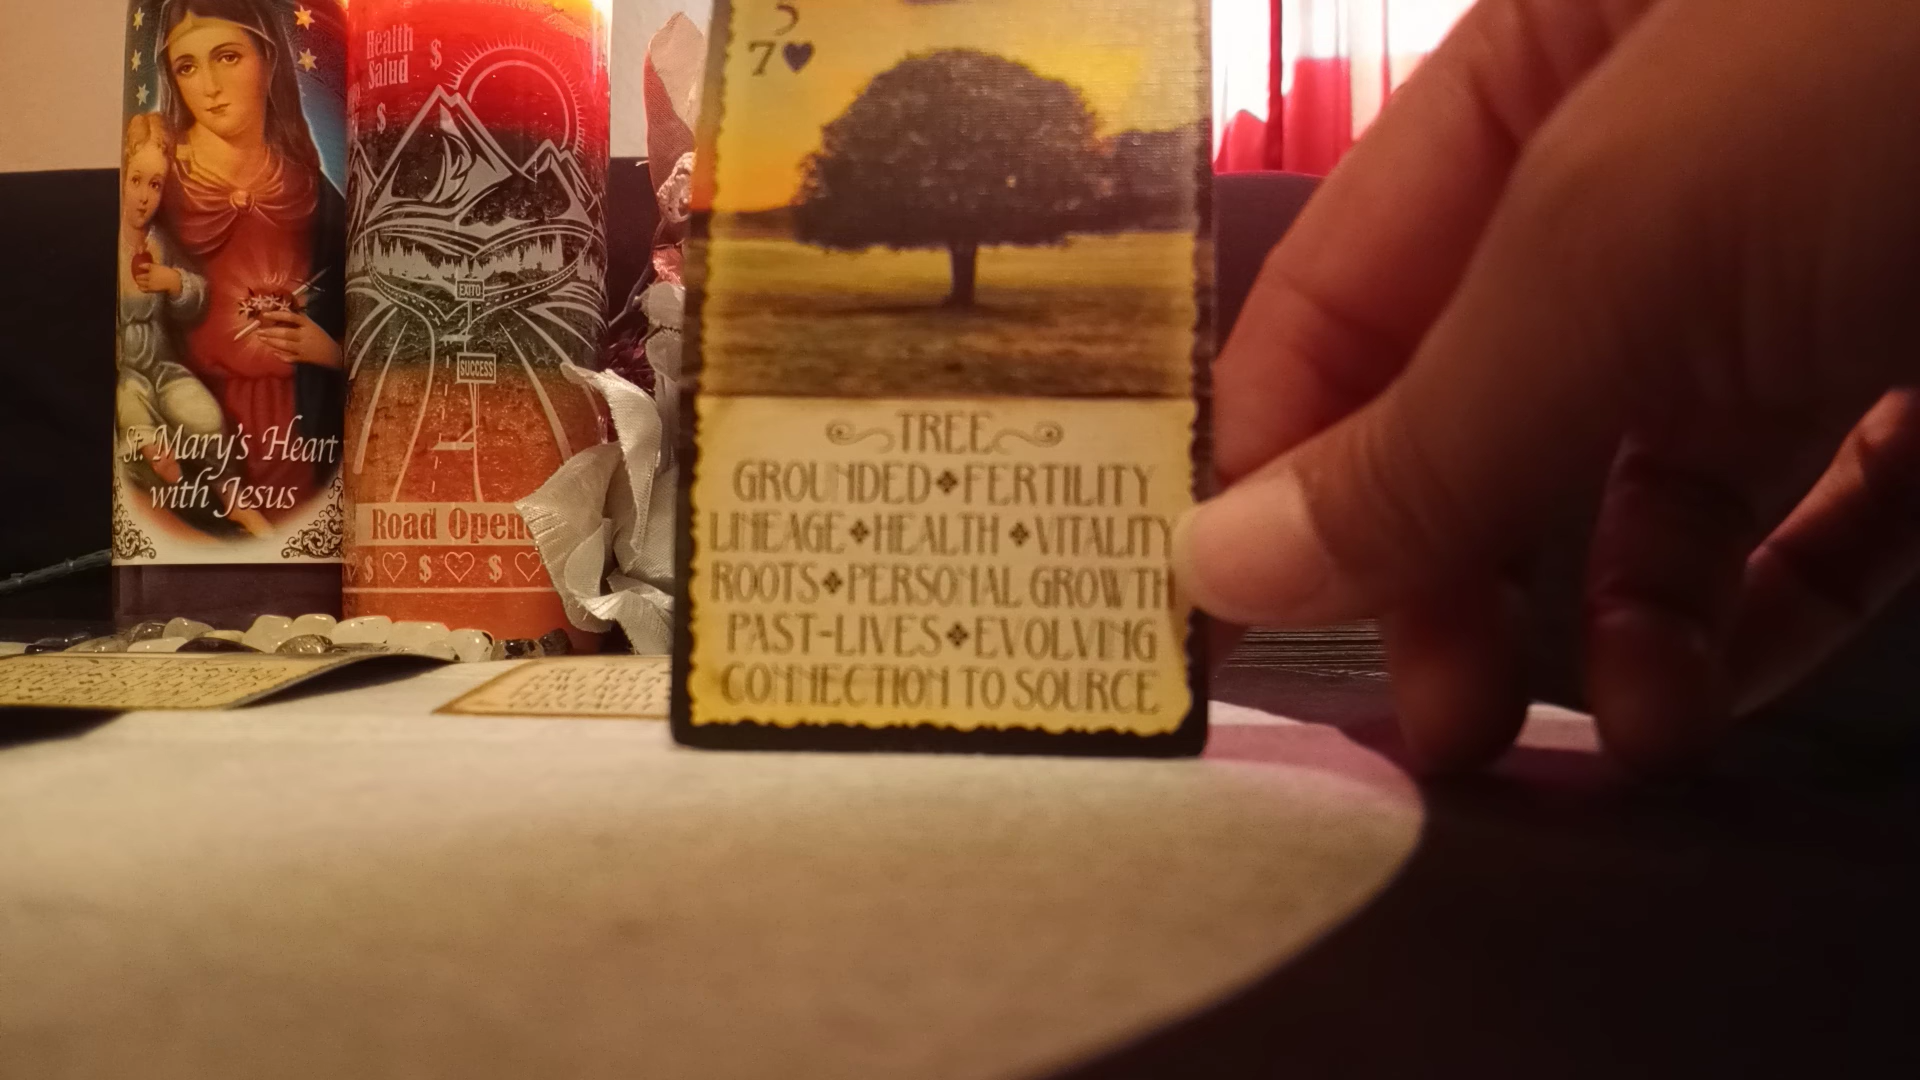 Health
Salud
$
$
EXITO
SUCCESS
Road Open
$ $ $
St. Mary's Heart
with Jesus
5
7♥
TREE
GROUNDED❖FERTILITY
LINEAGE❖HEALTH❖VITALITY
ROOTS❖PERSONAL GROWTH
PAST-LIVES❖EVOLVING
CONNECTION TO SOURCE